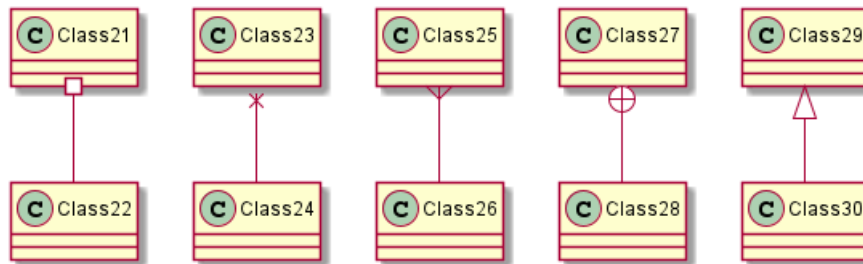 C Class21
C Class23
C Class25
C Class27
C Class29
C Class22
C Class24
C Class26
C Class28
C Class30